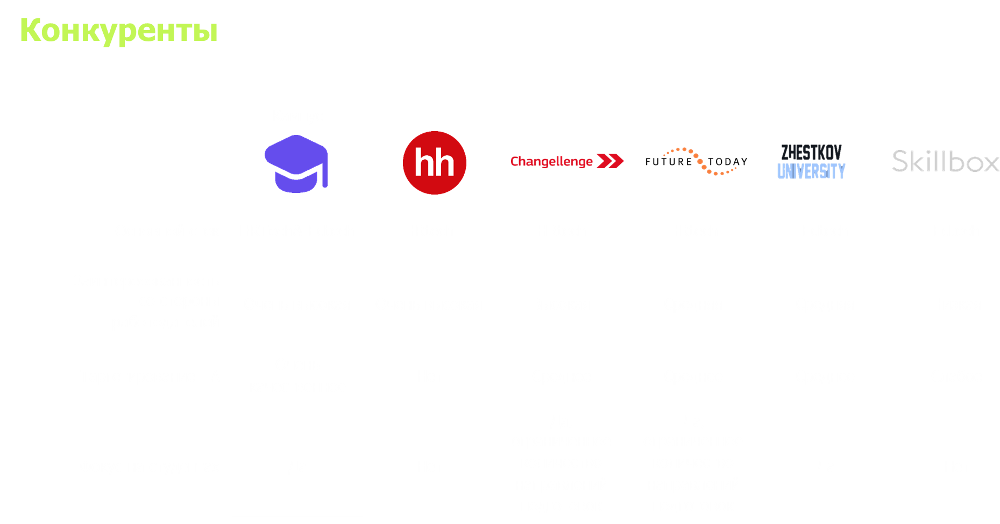 Конкуренты
hh
Changellenge
FUTURE TODAY
ZHESTKOV
UNIVERSITY
Skillbox